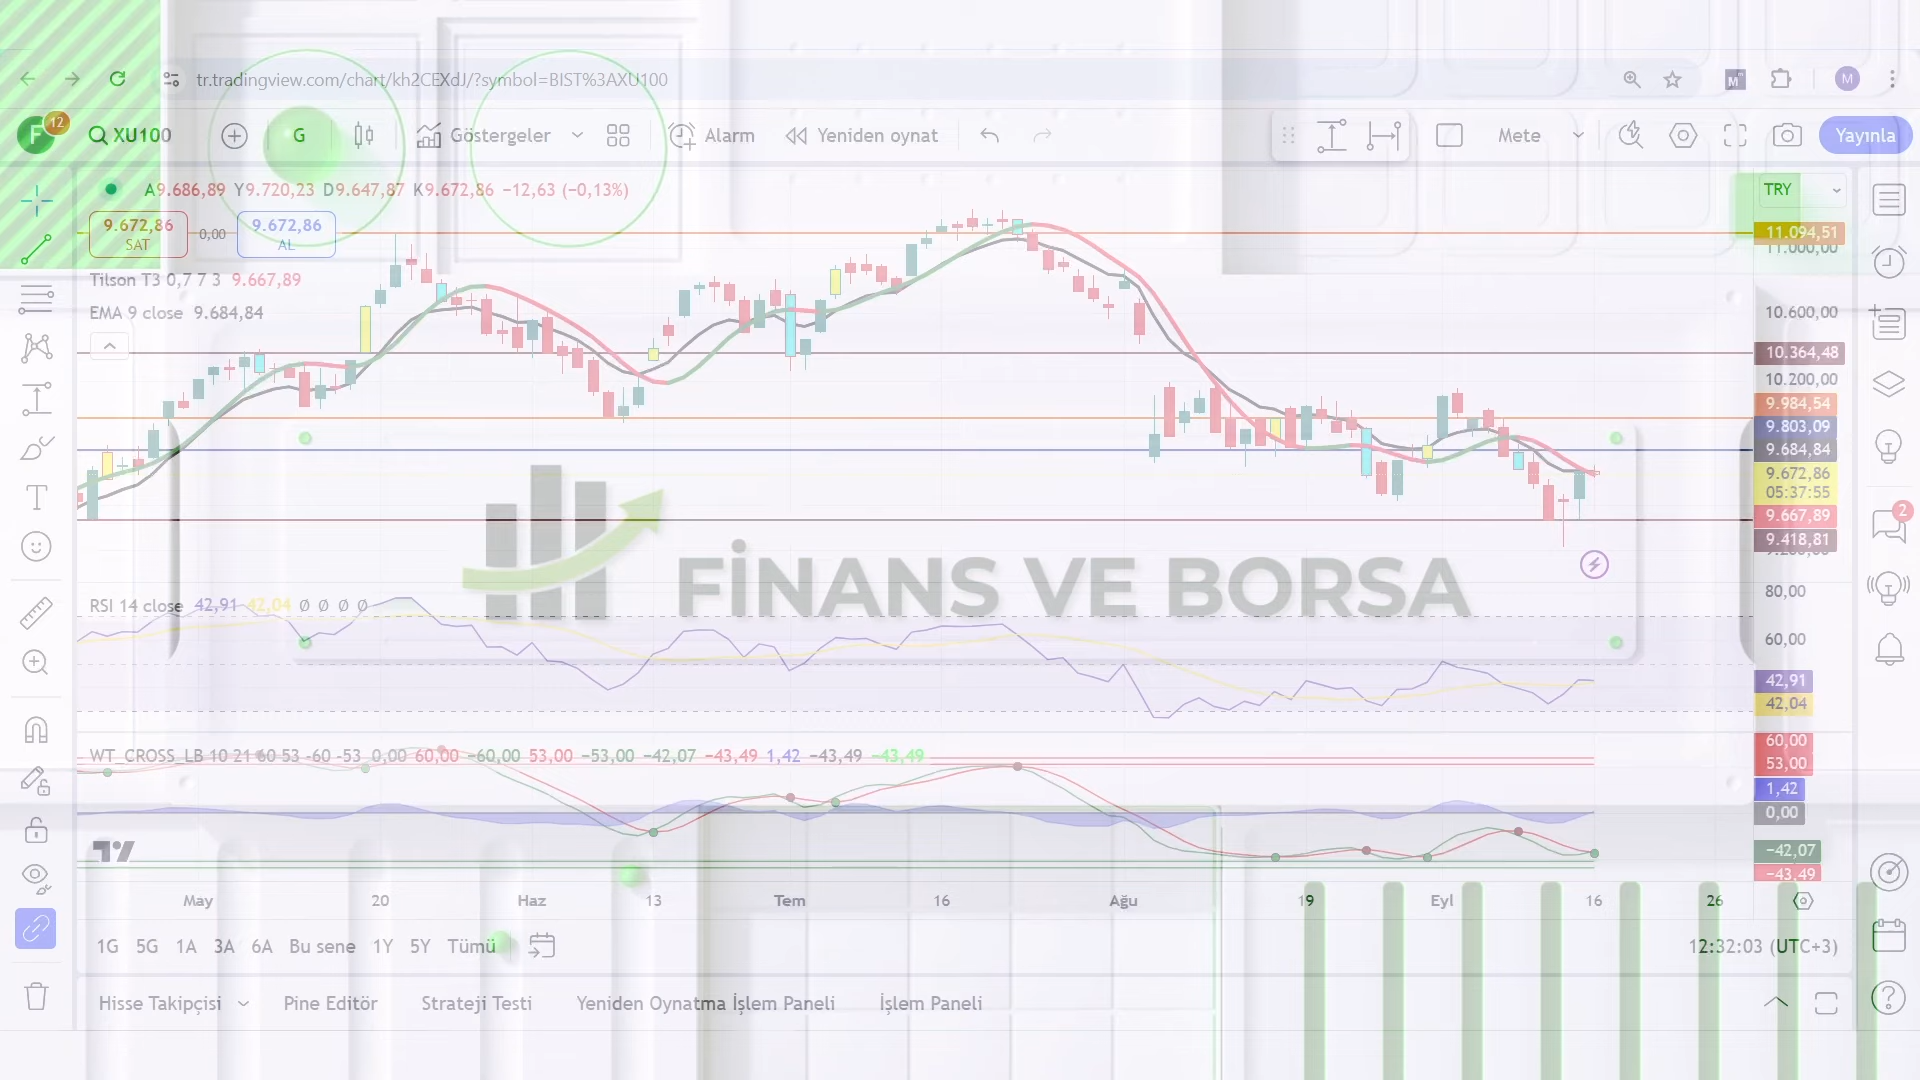 tr.tradingview.com/chart/kh2CEXdJ/?symbol=BIST%3AXU100
M
F 12 XU100 G Göstergeler Alarm Yeniden oynat Mete Yayınla
A9.686,89 Y9.720,23 D9.647,87 K9.672,86 −12,63 (−0,13%)
TRY
9.672,86 SAT
0,00
9.672,86 AL
11.094,51
11.000,00
Tilson T3 0,7 7 3 9.667,89
EMA 9 close 9.684,84
10.600,00
10.364,48
10.200,00
9.984,54
9.803,09
9.684,84
9.672,86
05:37:55
9.667,89
9.418,81
2
FİNANS VE BORSA
RSI 14 close 42,91 42,04 Ø Ø Ø Ø
80,00
60,00
42,91
42,04
WT_CROSS_LB 10 21 60 53 -60 -53 0,00 60,00 −60,00 53,00 −53,00 −42,07 −43,49 1,42 −43,49 −43,49
60,00
53,00
1,42
0,00
−42,07
−43,49
May 20 Haz 13 Tem 16 Ağu 19 Eyl 16 26
1G 5G 1A 3A 6A Bu sene 1Y 5Y Tümü
12:32:03 (UTC+3)
Hisse Takipçisi Pine Editör Strateji Testi Yeniden Oynatma İşlem Paneli İşlem Paneli